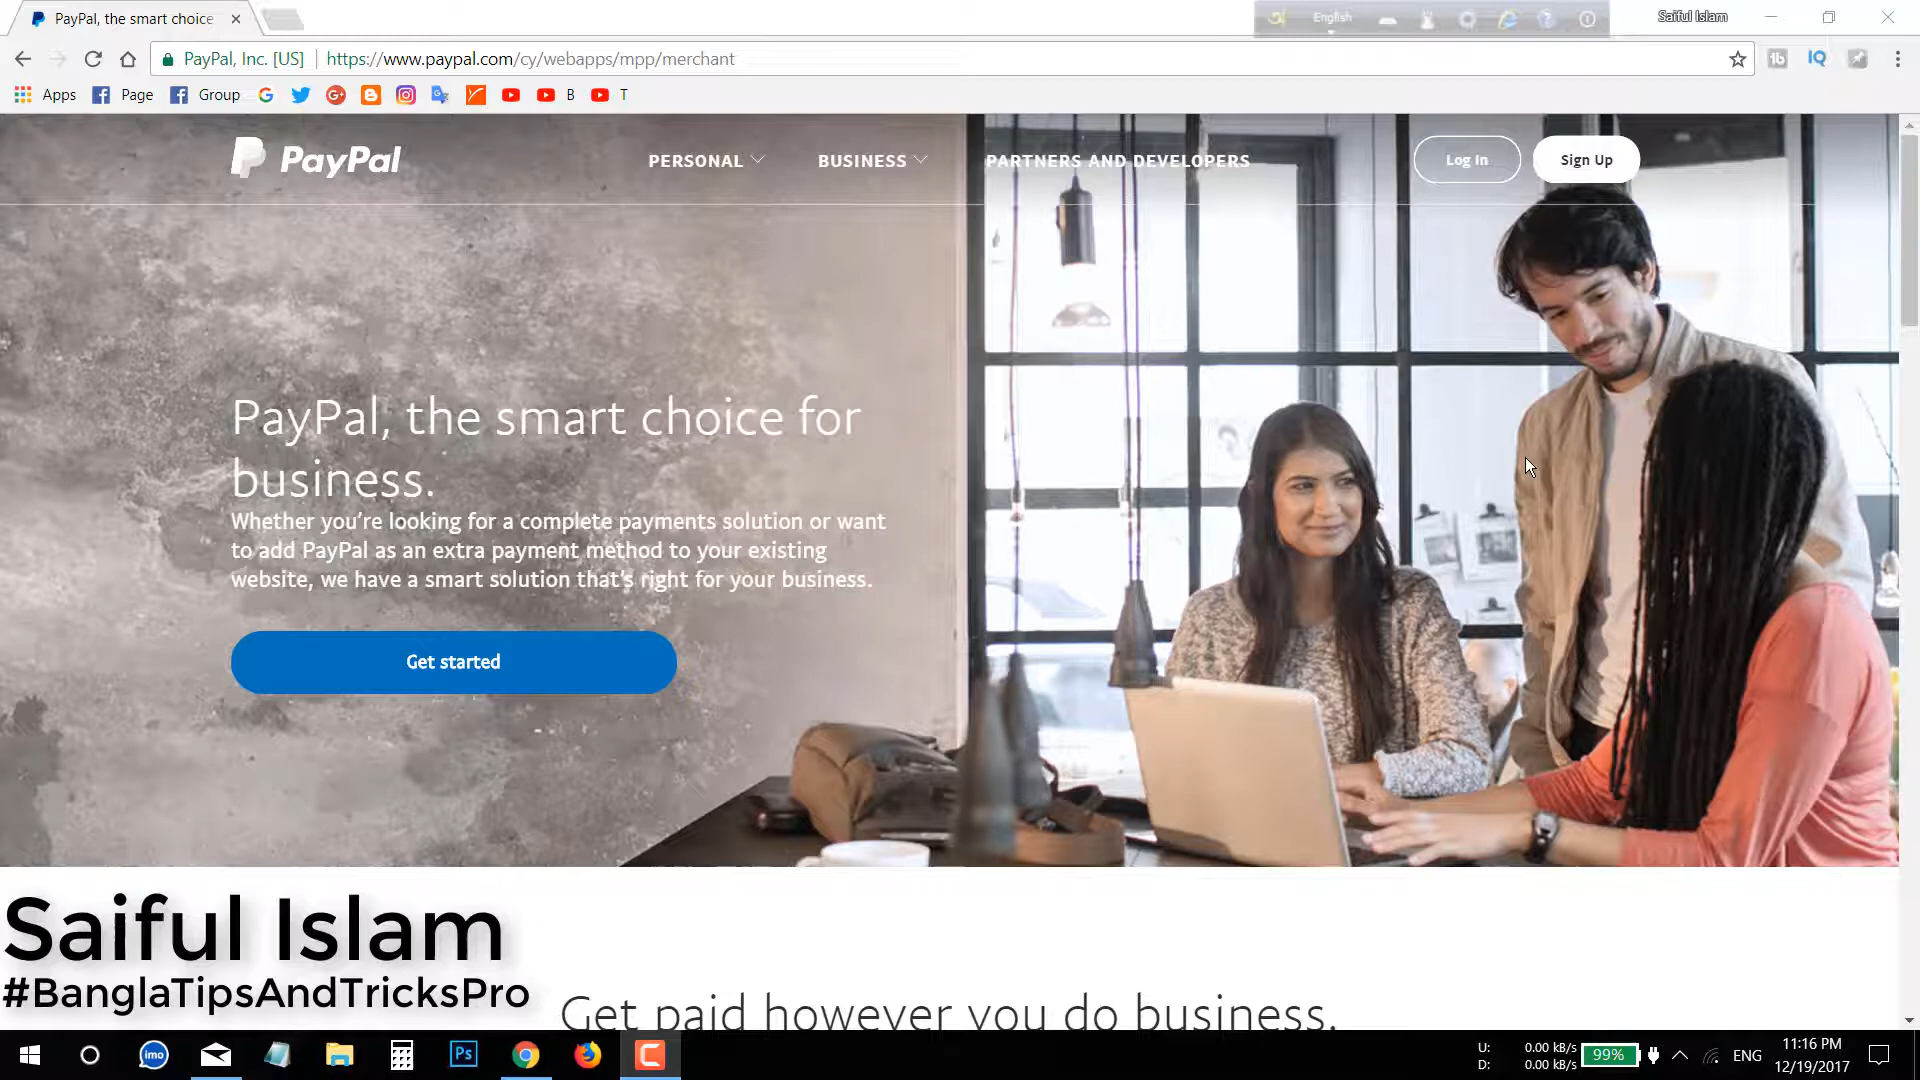 PayPal, the smart choice
English
Saiful Islam
PayPal, Inc. [US]
https://www.paypal.com/cy/webapps/mpp/merchant
Apps
Page
Group
B
T
PayPal
PERSONAL
BUSINESS
PARTNERS AND DEVELOPERS
Log In
Sign Up
PayPal, the smart choice for
business.
Whether you're looking for a complete payments solution or want
to add PayPal as an extra payment method to your existing
website, we have a smart solution that's right for your business.
Get started
Saiful Islam
#BanglaTipsAndTricksPro
Get paid however you do business.
imo
Ps
U: 0.00 kB/s
D: 0.00 kB/s
99%
ENG
11:16 PM
12/19/2017